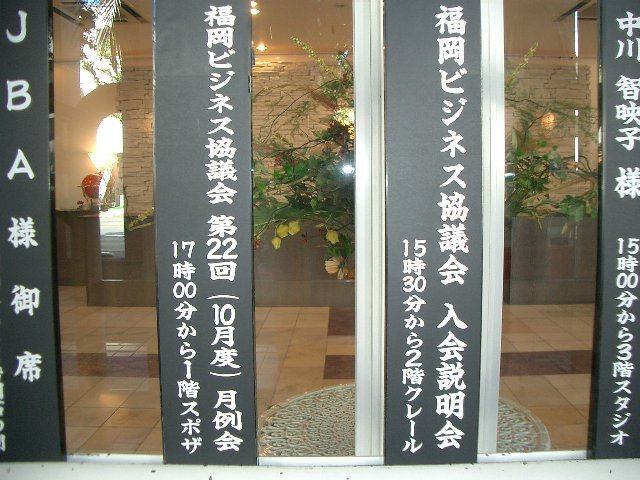 中川 智映子 様
15時00分から3階スタジオ
福岡ビジネス協議会 入会説明会
15時30分から2階クレール
福岡ビジネス協議会 第22回(10月度)月例会
17時00分から1階スポザ
JBA様御席